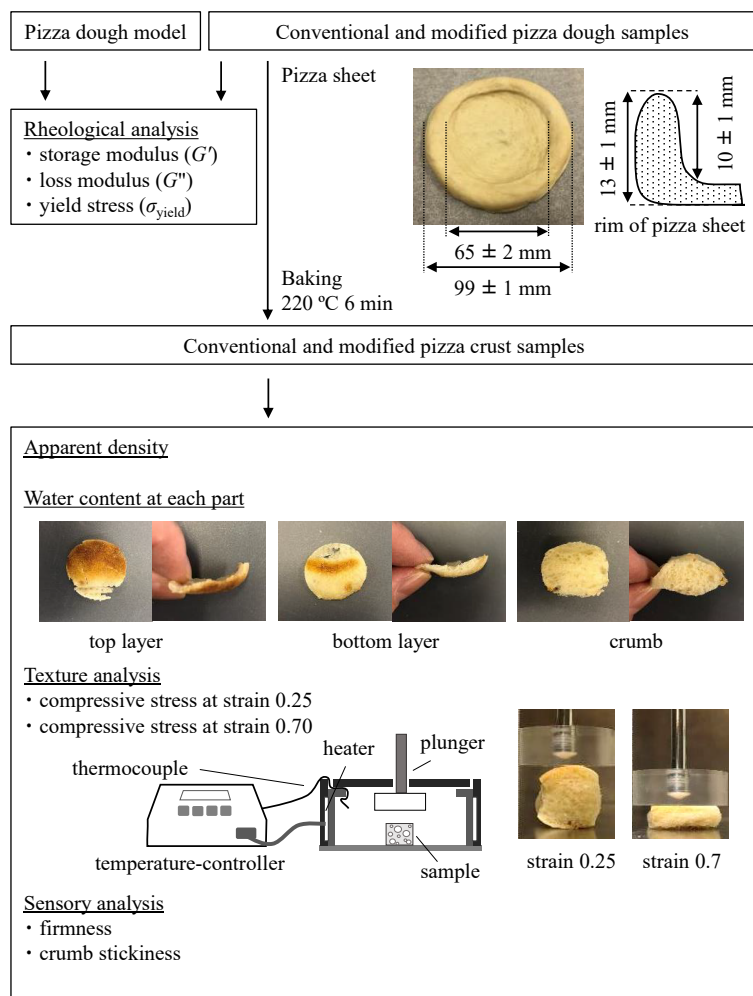 Pizza dough model
Conventional and modified pizza dough samples
Pizza sheet
Rheological analysis
・storage modulus (G′)
・loss modulus (G")
・yield stress (σyield)
13 ± 1 mm
10 ± 1 mm
rim of pizza sheet
65 ± 2 mm
99 ± 1 mm
Baking
220 ºC 6 min
Conventional and modified pizza crust samples
Apparent density
Water content at each part
top layer
bottom layer
crumb
Texture analysis
・compressive stress at strain 0.25
・compressive stress at strain 0.70
thermocouple
heater
plunger
temperature-controller
sample
strain 0.25
strain 0.7
Sensory analysis
・firmness
・crumb stickiness